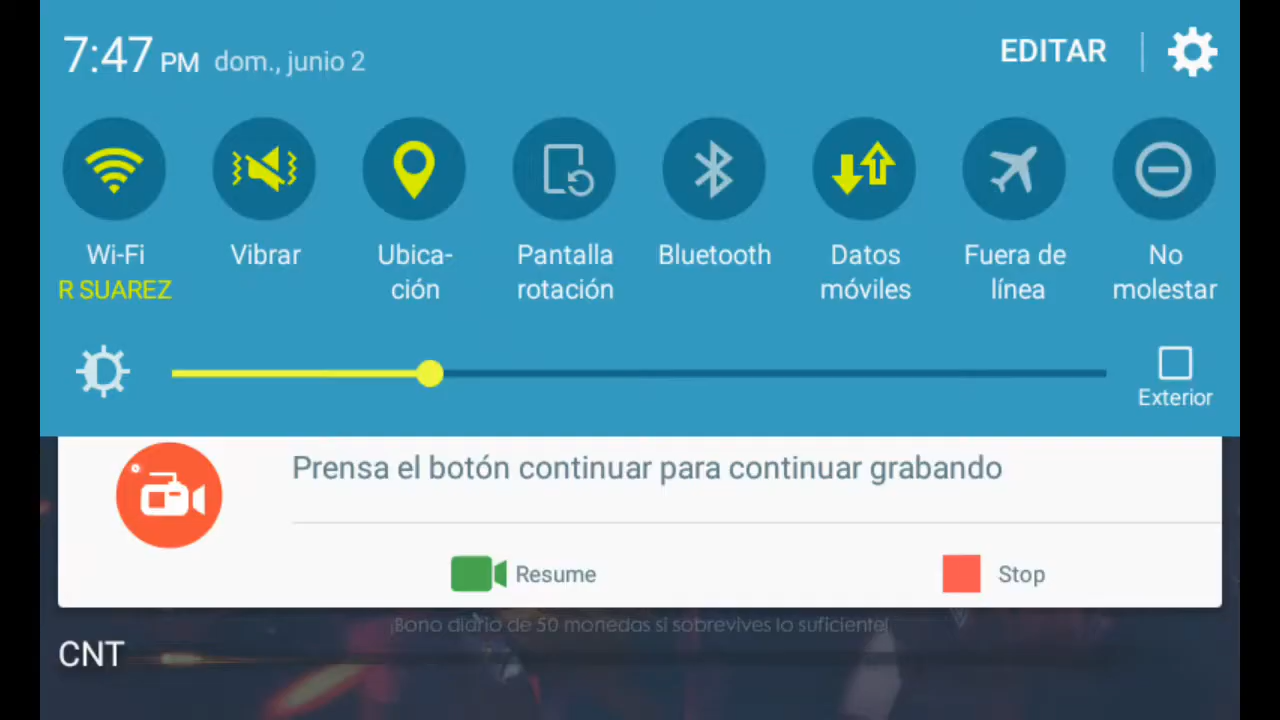 7:47 PM dom., junio 2
EDITAR
Wi-Fi
R SUAREZ
Vibrar
Ubica-
ción
Pantalla
rotación
Bluetooth
Datos
móviles
Fuera de
línea
No
molestar
Exterior
Prensa el botón continuar para continuar grabando
Resume
Stop
¡Bono diario de 50 monedas si sobrevives lo suficiente!
CNT